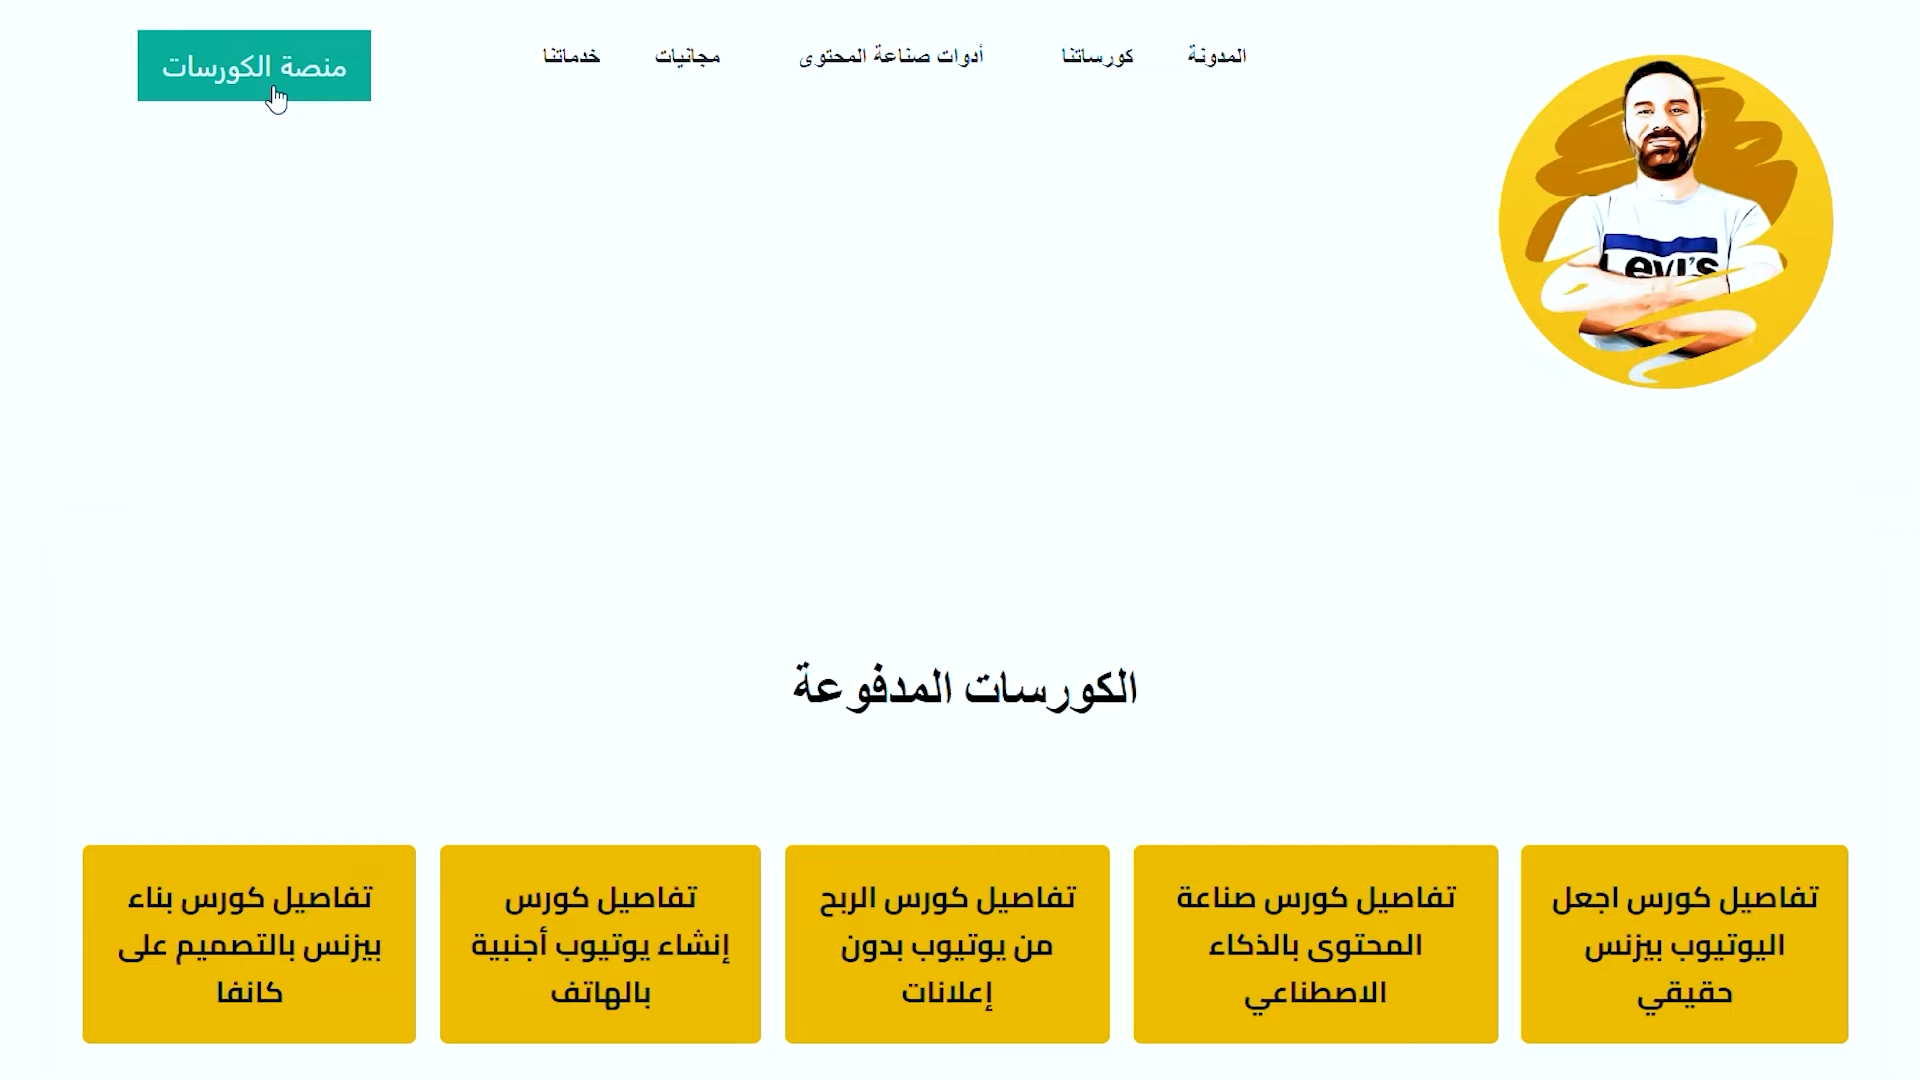 المدونة
كورساتنا
أدوات صناعة المحتوى
مجانيات
خدماتنا
منصة الكورسات
Levi's
الكورسات المدفوعة
تفاصيل كورس اجعل
اليوتيوب بيزنس
حقيقي
تفاصيل كورس صناعة
المحتوى بالذكاء
الاصطناعي
تفاصيل كورس الربح
من يوتيوب بدون
إعلانات
تفاصيل كورس
إنشاء يوتيوب أجنبية
بالهاتف
تفاصيل كورس بناء
بيزنس بالتصميم على
كانفا